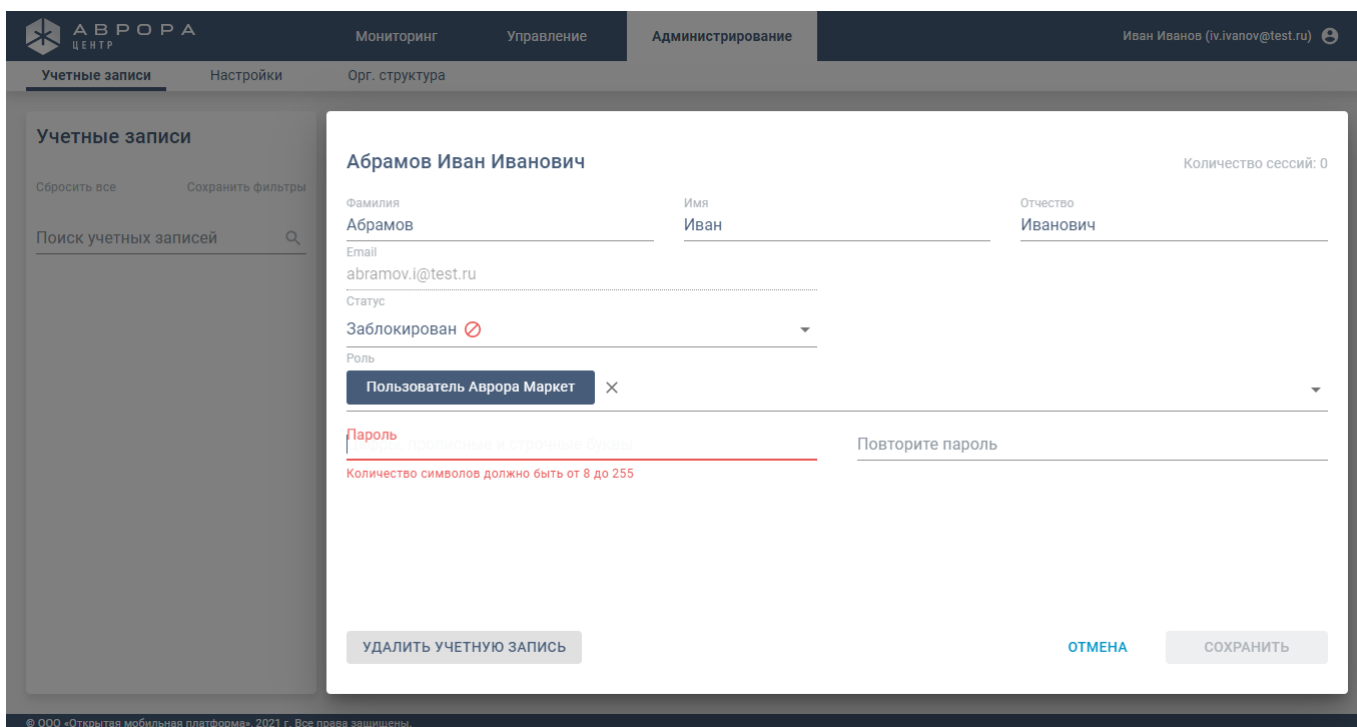 АВРОРА
ЦЕНТР
Мониторинг
Управление
Администрирование
Иван Иванов (iv.ivanov@test.ru)
Учетные записи
Настройки
Орг. структура
Учетные записи
Сбросить все
Сохранить фильтры
Поиск учетных записей
Абрамов Иван Иванович
Количество сессий: 0
Фамилия
Имя
Отчество
Абрамов
Иван
Иванович
Email
abramov.i@test.ru
Статус
Заблокирован
Роль
Пользователь Аврора Маркет
Пароль
Повторите пароль
Количество символов должно быть от 8 до 255
УДАЛИТЬ УЧЕТНУЮ ЗАПИСЬ
ОТМЕНА
СОХРАНИТЬ
© ООО «Открытая мобильная платформа», 2021 г. Все права защищены.